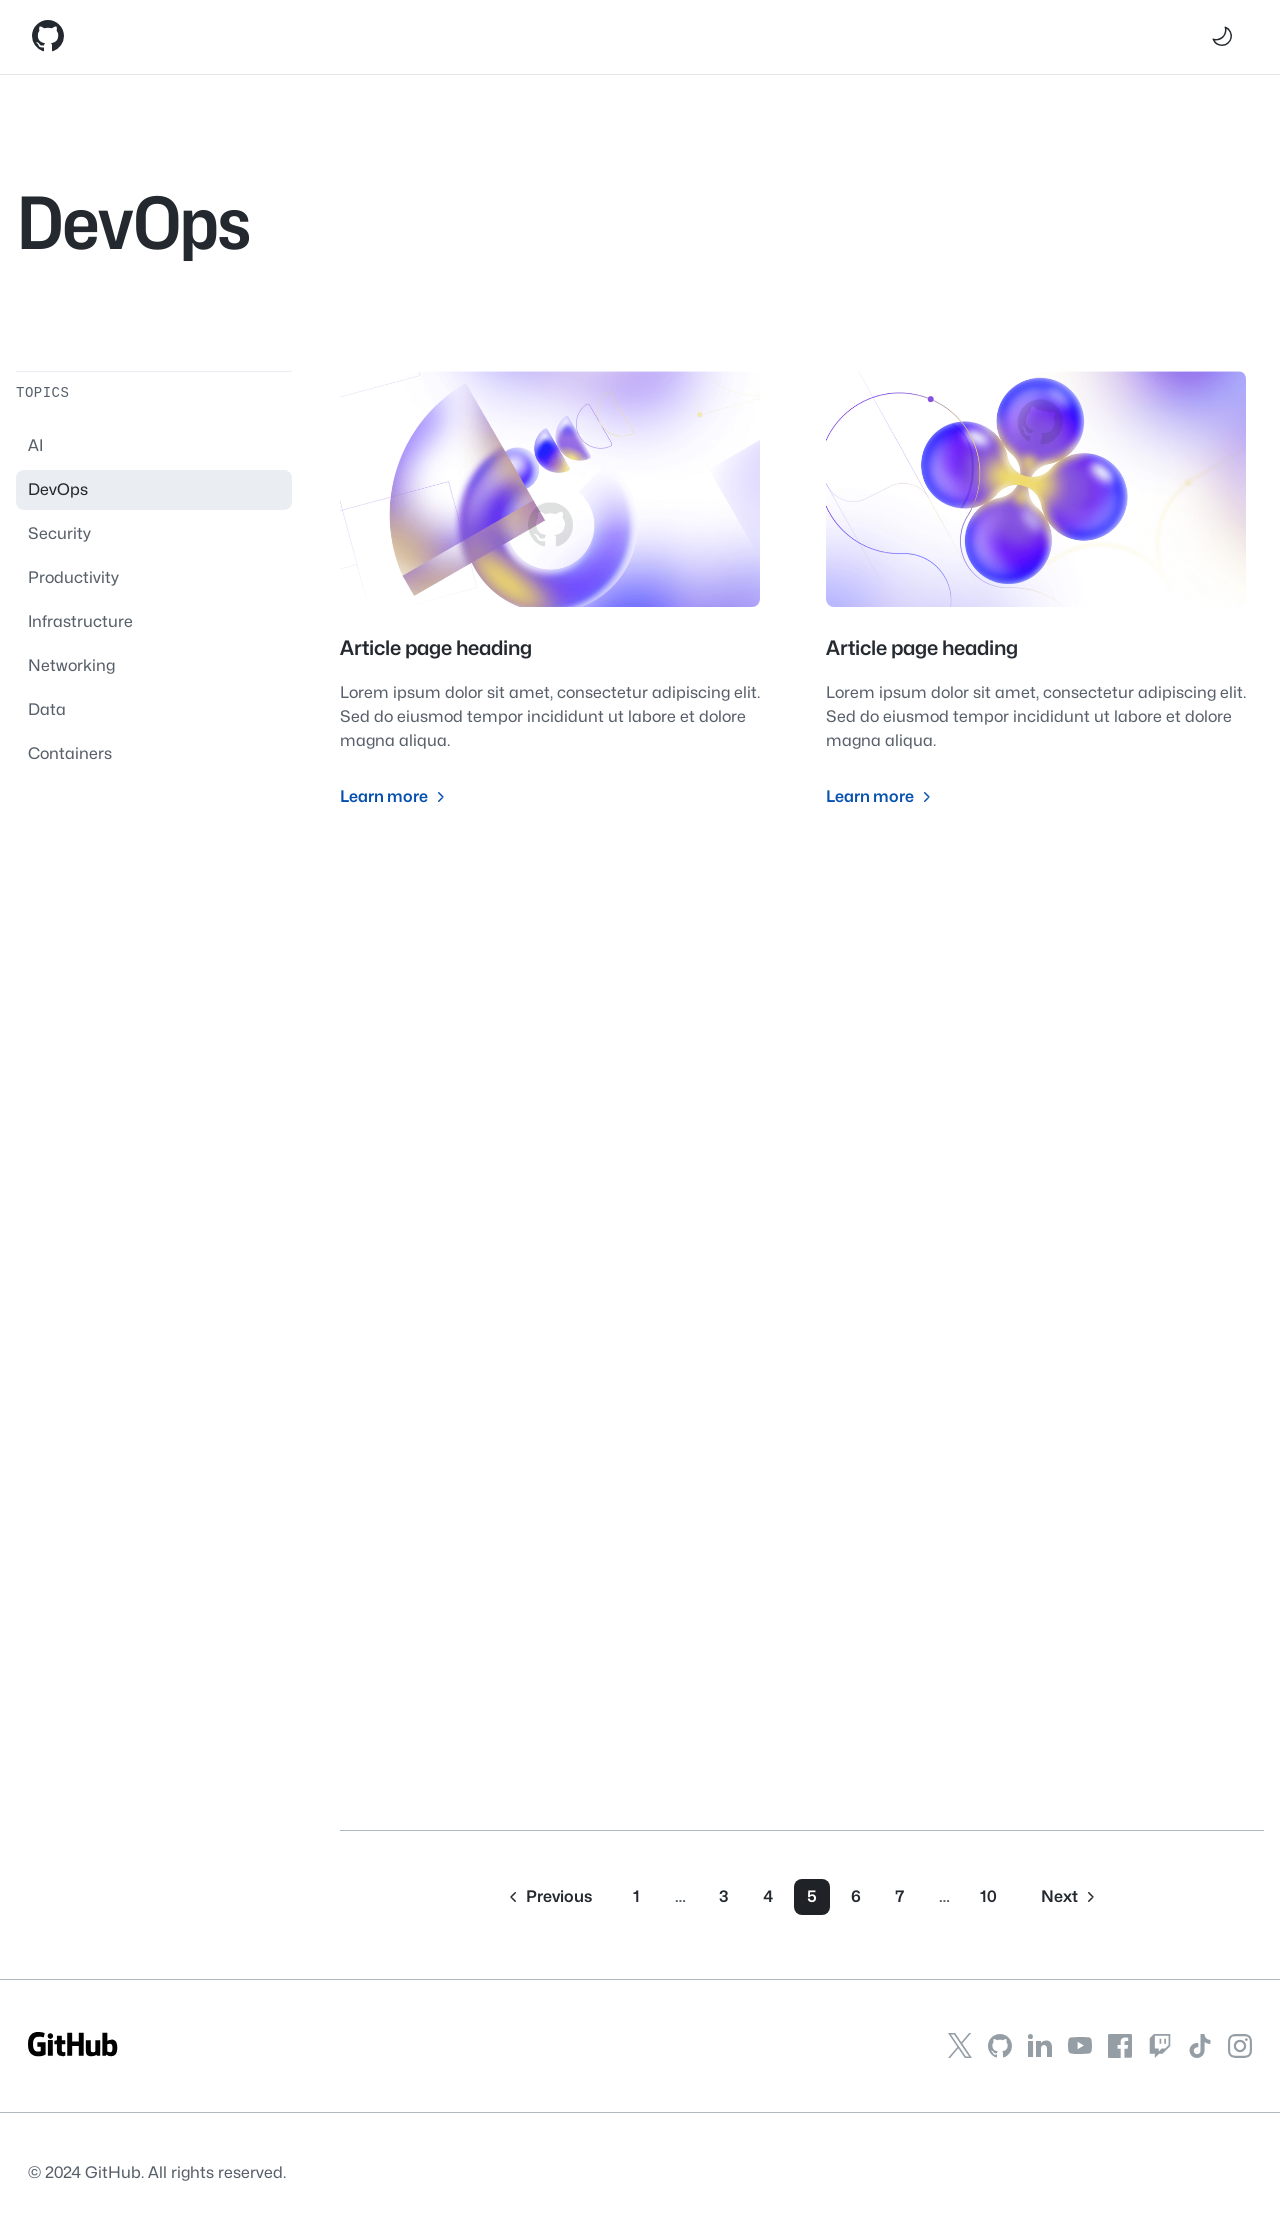 DevOps
TOPICS
AI
DevOps
Security
Productivity
Infrastructure
Networking
Data
Containers
Article page heading
Lorem ipsum dolor sit amet, consectetur adipiscing elit.
Sed do eiusmod tempor incididunt ut labore et dolore
magna aliqua.
Learn more
Article page heading
Lorem ipsum dolor sit amet, consectetur adipiscing elit.
Sed do eiusmod tempor incididunt ut labore et dolore
magna aliqua.
Learn more
Previous 1 … 3 4 5 6 7 … 10 Next
GitHub
© 2024 GitHub. All rights reserved.